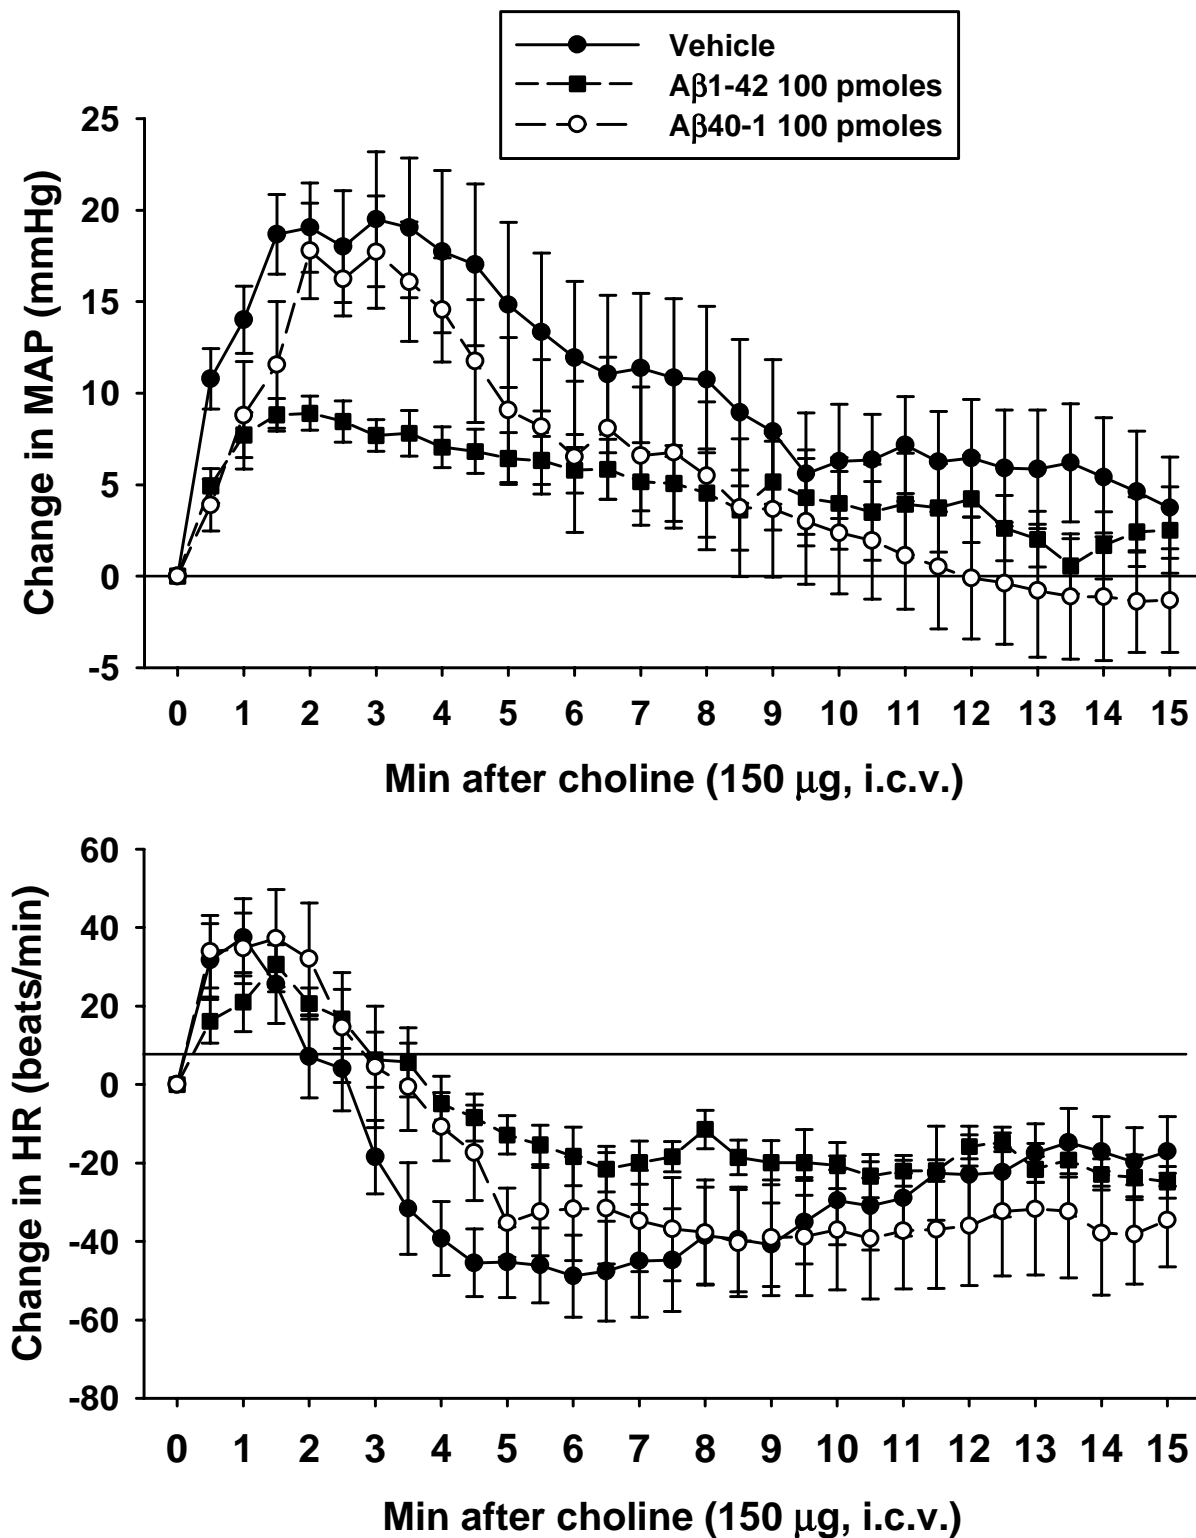 Vehicle
Aβ1-42 100 pmoles
Aβ40-1 100 pmoles
Change in MAP (mmHg)
25
20
15
10
5
0
-5
0 1 2 3 4 5 6 7 8 9 10 11 12 13 14 15
Min after choline (150 μg, i.c.v.)
Change in HR (beats/min)
60
40
20
0
-20
-40
-60
-80
0 1 2 3 4 5 6 7 8 9 10 11 12 13 14 15
Min after choline (150 μg, i.c.v.)